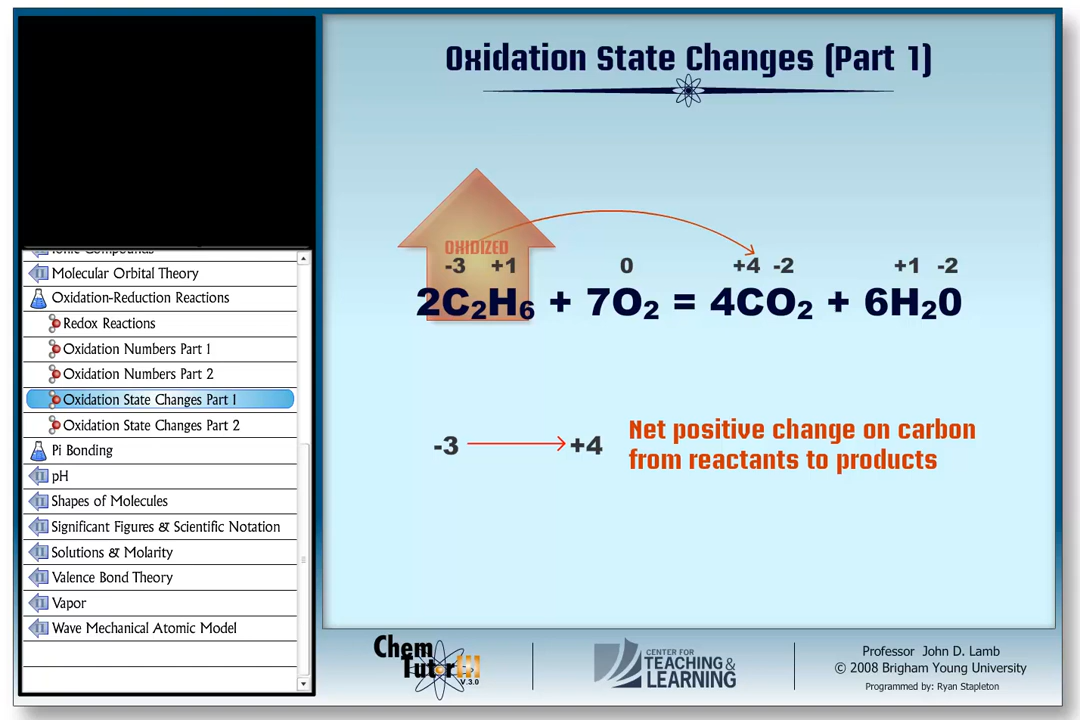 Oxidation State Changes (Part 1)
OXIDIZED
-3 +1 0 +4 -2 +1 -2
2C₂H₆ + 7O₂ = 4CO₂ + 6H₂0
-3 +4
Net positive change on carbon
from reactants to products
Ionic Compounds
Molecular Orbital Theory
Oxidation-Reduction Reactions
Redox Reactions
Oxidation Numbers Part 1
Oxidation Numbers Part 2
Oxidation State Changes Part 1
Oxidation State Changes Part 2
Pi Bonding
pH
Shapes of Molecules
Significant Figures & Scientific Notation
Solutions & Molarity
Valence Bond Theory
Vapor
Wave Mechanical Atomic Model
Chem
Tutor III
V.3.0
CENTER FOR
TEACHING &
LEARNING
Professor John D. Lamb
© 2008 Brigham Young University
Programmed by: Ryan Stapleton